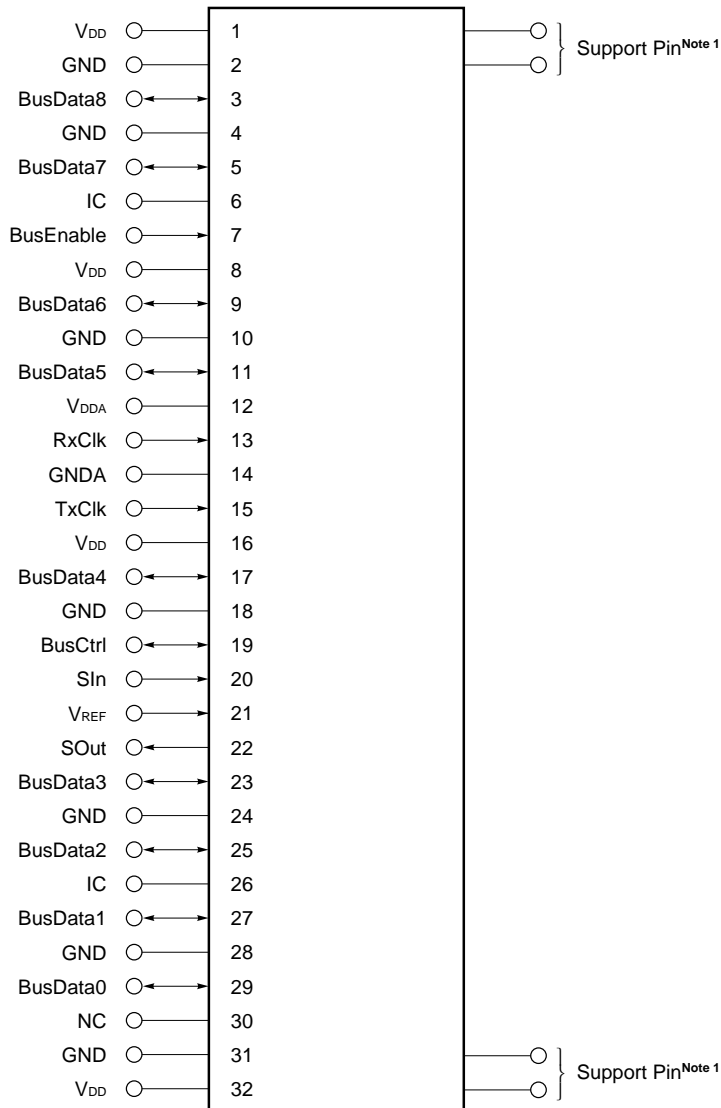 VDD 1 Support PinNote 1
GND 2
BusData8 3
GND 4
BusData7 5
IC 6
BusEnable 7
VDD 8
BusData6 9
GND 10
BusData5 11
VDDA 12
RxClk 13
GNDA 14
TxClk 15
VDD 16
BusData4 17
GND 18
BusCtrl 19
SIn 20
VREF 21
SOut 22
BusData3 23
GND 24
BusData2 25
IC 26
BusData1 27
GND 28
BusData0 29
NC 30
GND 31 Support PinNote 1
VDD 32